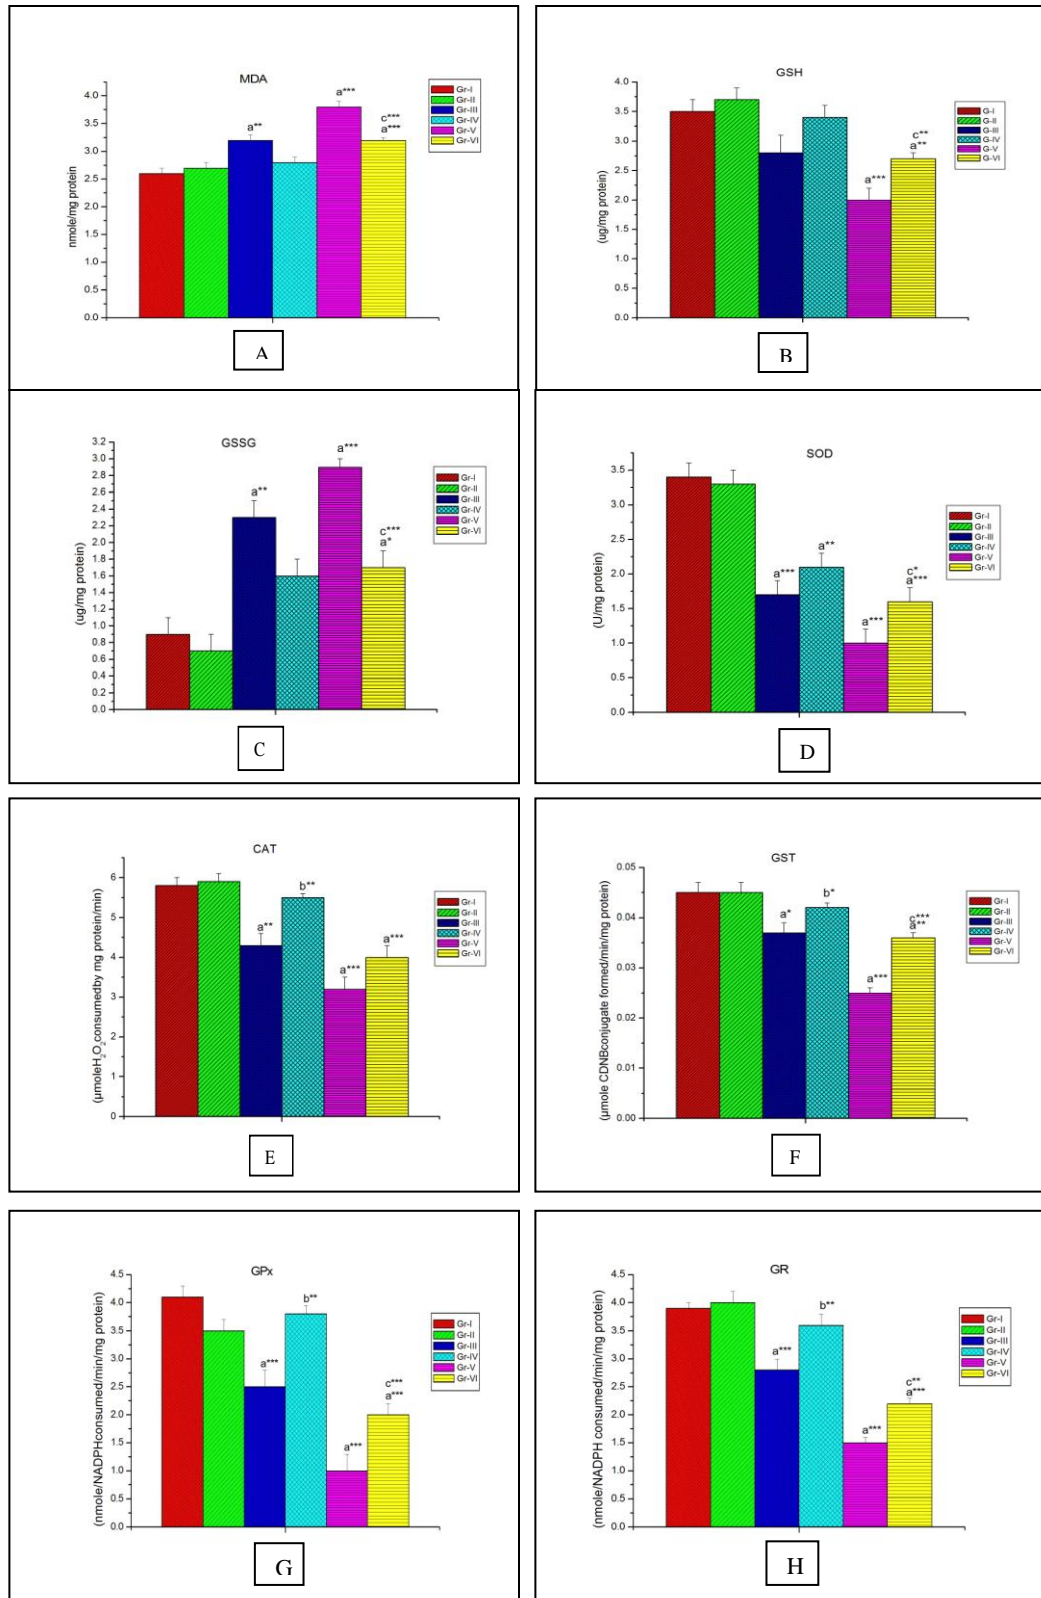 MDA
nmole/mg protein
4.0
3.5
3.0
2.5
2.0
1.5
1.0
0.5
0.0
a**
a***
c***
a***
Gr-I
Gr-II
Gr-III
Gr-IV
Gr-V
Gr-VI
A
GSH
(ug/mg protein)
4.0
3.5
3.0
2.5
2.0
1.5
1.0
0.5
0.0
a***
c**
a**
G-I
G-II
G-III
G-IV
G-V
G-VI
B
GSSG
(ug/mg protein)
3.2
3.0
2.8
2.6
2.4
2.2
2.0
1.8
1.6
1.4
1.2
1.0
0.8
0.6
0.4
0.2
0.0
a**
a***
c***
a*
Gr-I
Gr-II
Gr-III
Gr-IV
Gr-V
Gr-VI
C
SOD
(U/mg protein)
3.5
3.0
2.5
2.0
1.5
1.0
0.5
0.0
a***
a**
a***
c*
a***
Gr-I
Gr-II
Gr-III
Gr-IV
Gr-V
Gr-VI
D
CAT
(μmoleH2O2consumedby mg protein/min)
6
5
4
3
2
1
0
a**
b**
a***
a***
Gr-I
Gr-II
Gr-III
Gr-IV
Gr-V
Gr-VI
E
GST
(μmole CDNBconjugate formed/min/mg protein)
0.05
0.04
0.03
0.02
0.01
0.00
a*
b*
a***
c***
a**
Gr-I
Gr-II
Gr-III
Gr-IV
Gr-V
Gr-VI
F
GPx
(nmole/NADPHconsumed/min/mg protein)
4.5
4.0
3.5
3.0
2.5
2.0
1.5
1.0
0.5
0.0
a***
b**
a***
c***
a***
Gr-I
Gr-II
Gr-III
Gr-IV
Gr-V
Gr-VI
G
GR
(nmole/NADPH consumed/min/mg protein)
4.5
4.0
3.5
3.0
2.5
2.0
1.5
1.0
0.5
0.0
a***
b**
a***
c**
a***
Gr-I
Gr-II
Gr-III
Gr-IV
Gr-V
Gr-VI
H